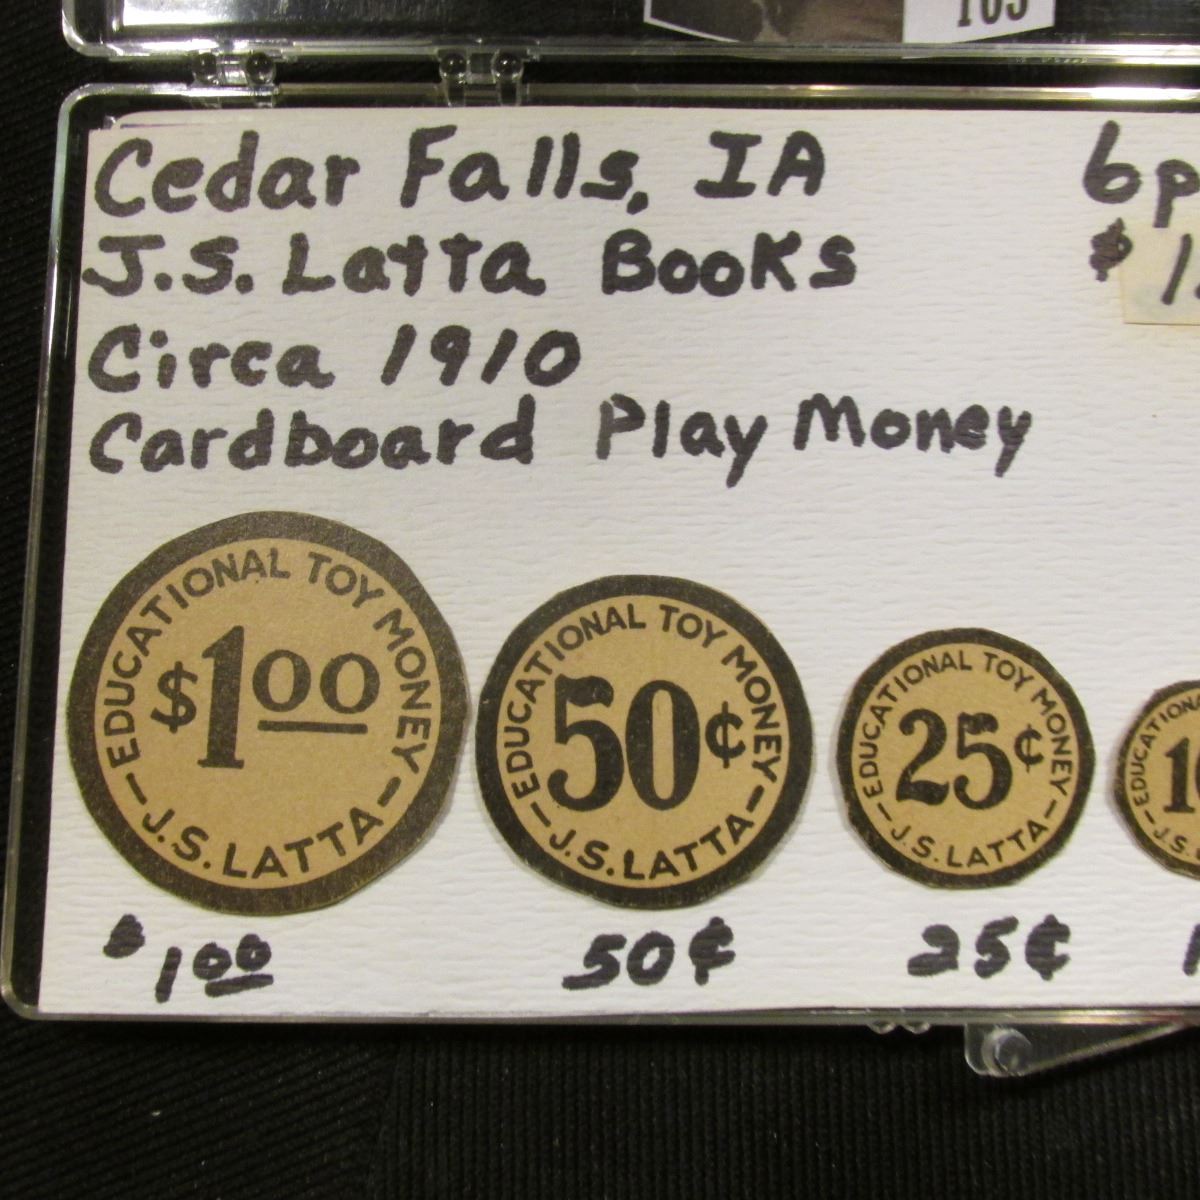 105
Cedar Falls, IA
J.S. Latta Books
Circa 1910
Cardboard Play Money
EDUCATIONAL TOY MONEY
$1.00
— J.S. LATTA —
EDUCATIONAL TOY MONEY
50¢
— J.S. LATTA —
EDUCATIONAL TOY MONEY
25¢
— J.S. LATTA —
$1.00
50¢
25¢